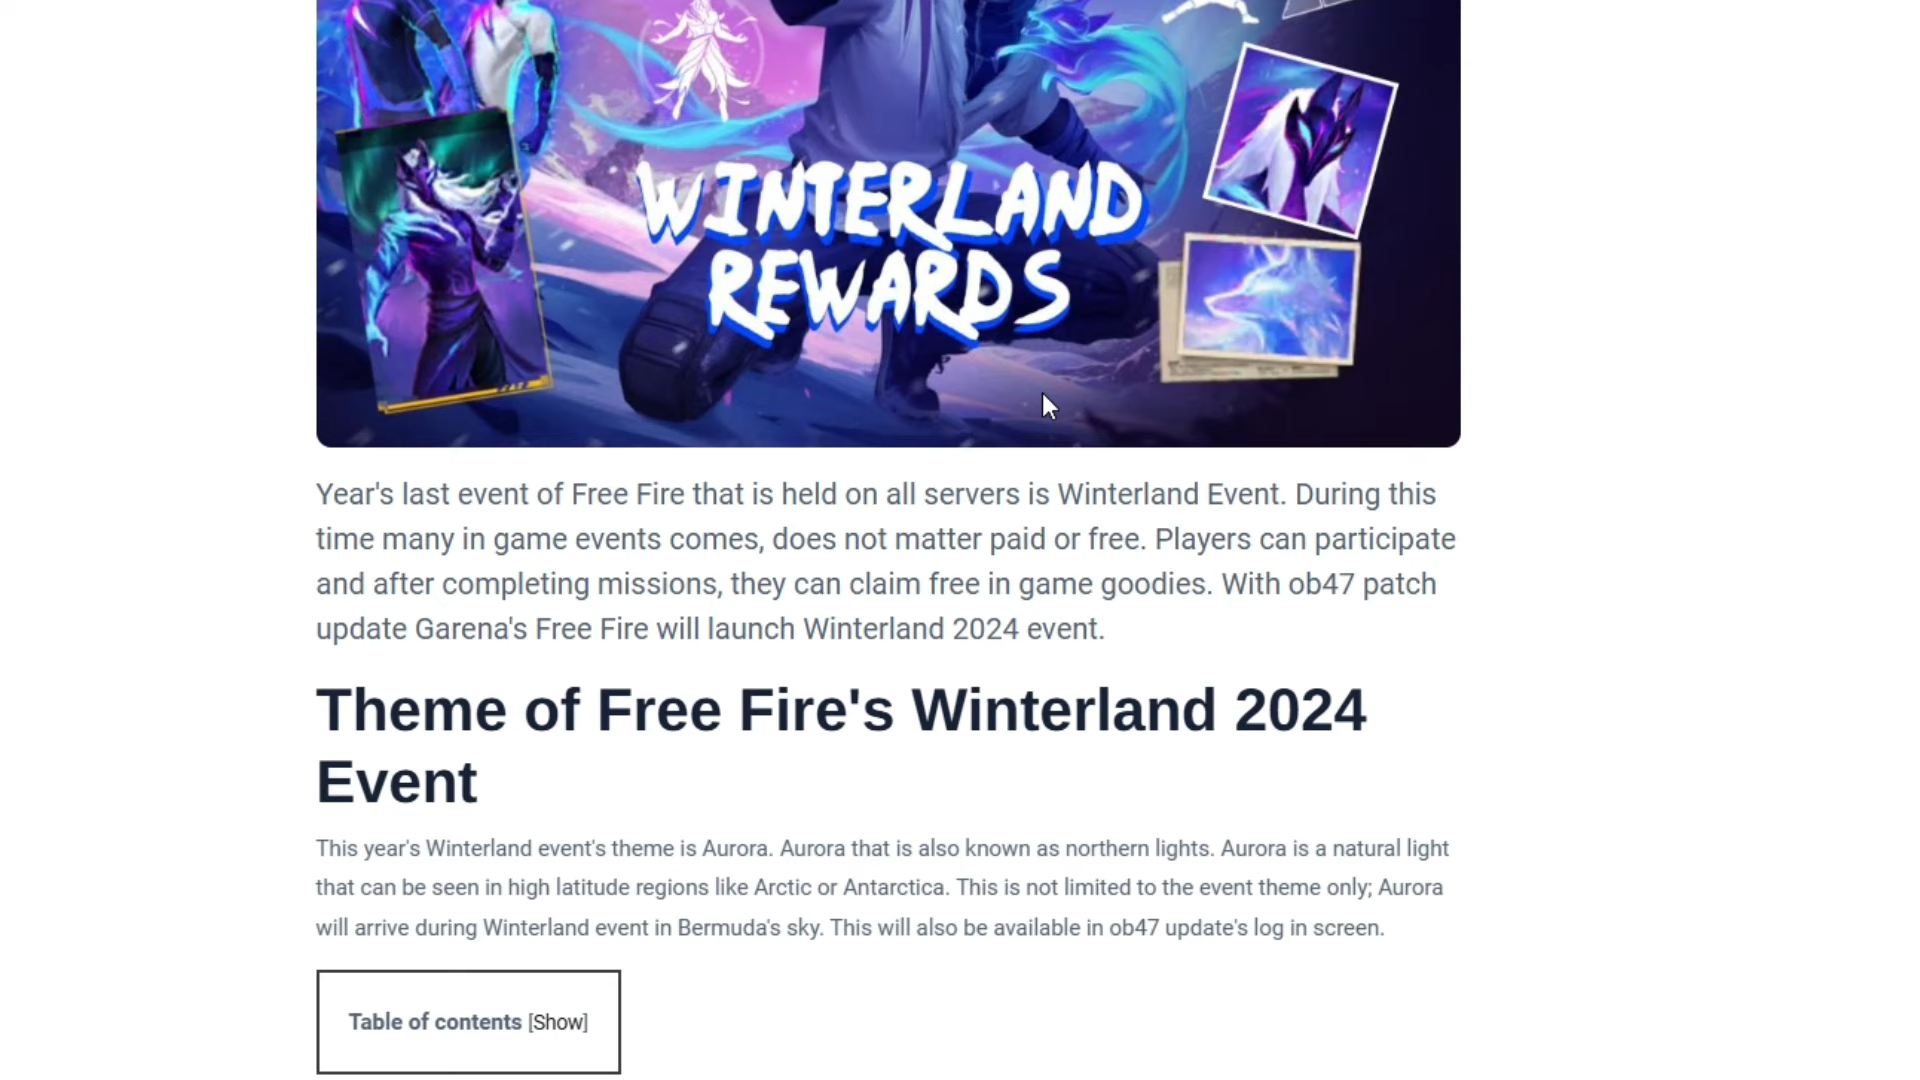 WINTERLAND
REWARDS
Year's last event of Free Fire that is held on all servers is Winterland Event. During this
time many in game events comes, does not matter paid or free. Players can participate
and after completing missions, they can claim free in game goodies. With ob47 patch
update Garena's Free Fire will launch Winterland 2024 event.
Theme of Free Fire's Winterland 2024
Event
This year's Winterland event's theme is Aurora. Aurora that is also known as northern lights. Aurora is a natural light
that can be seen in high latitude regions like Arctic or Antarctica. This is not limited to the event theme only; Aurora
will arrive during Winterland event in Bermuda's sky. This will also be available in ob47 update's log in screen.
Table of contents [Show]